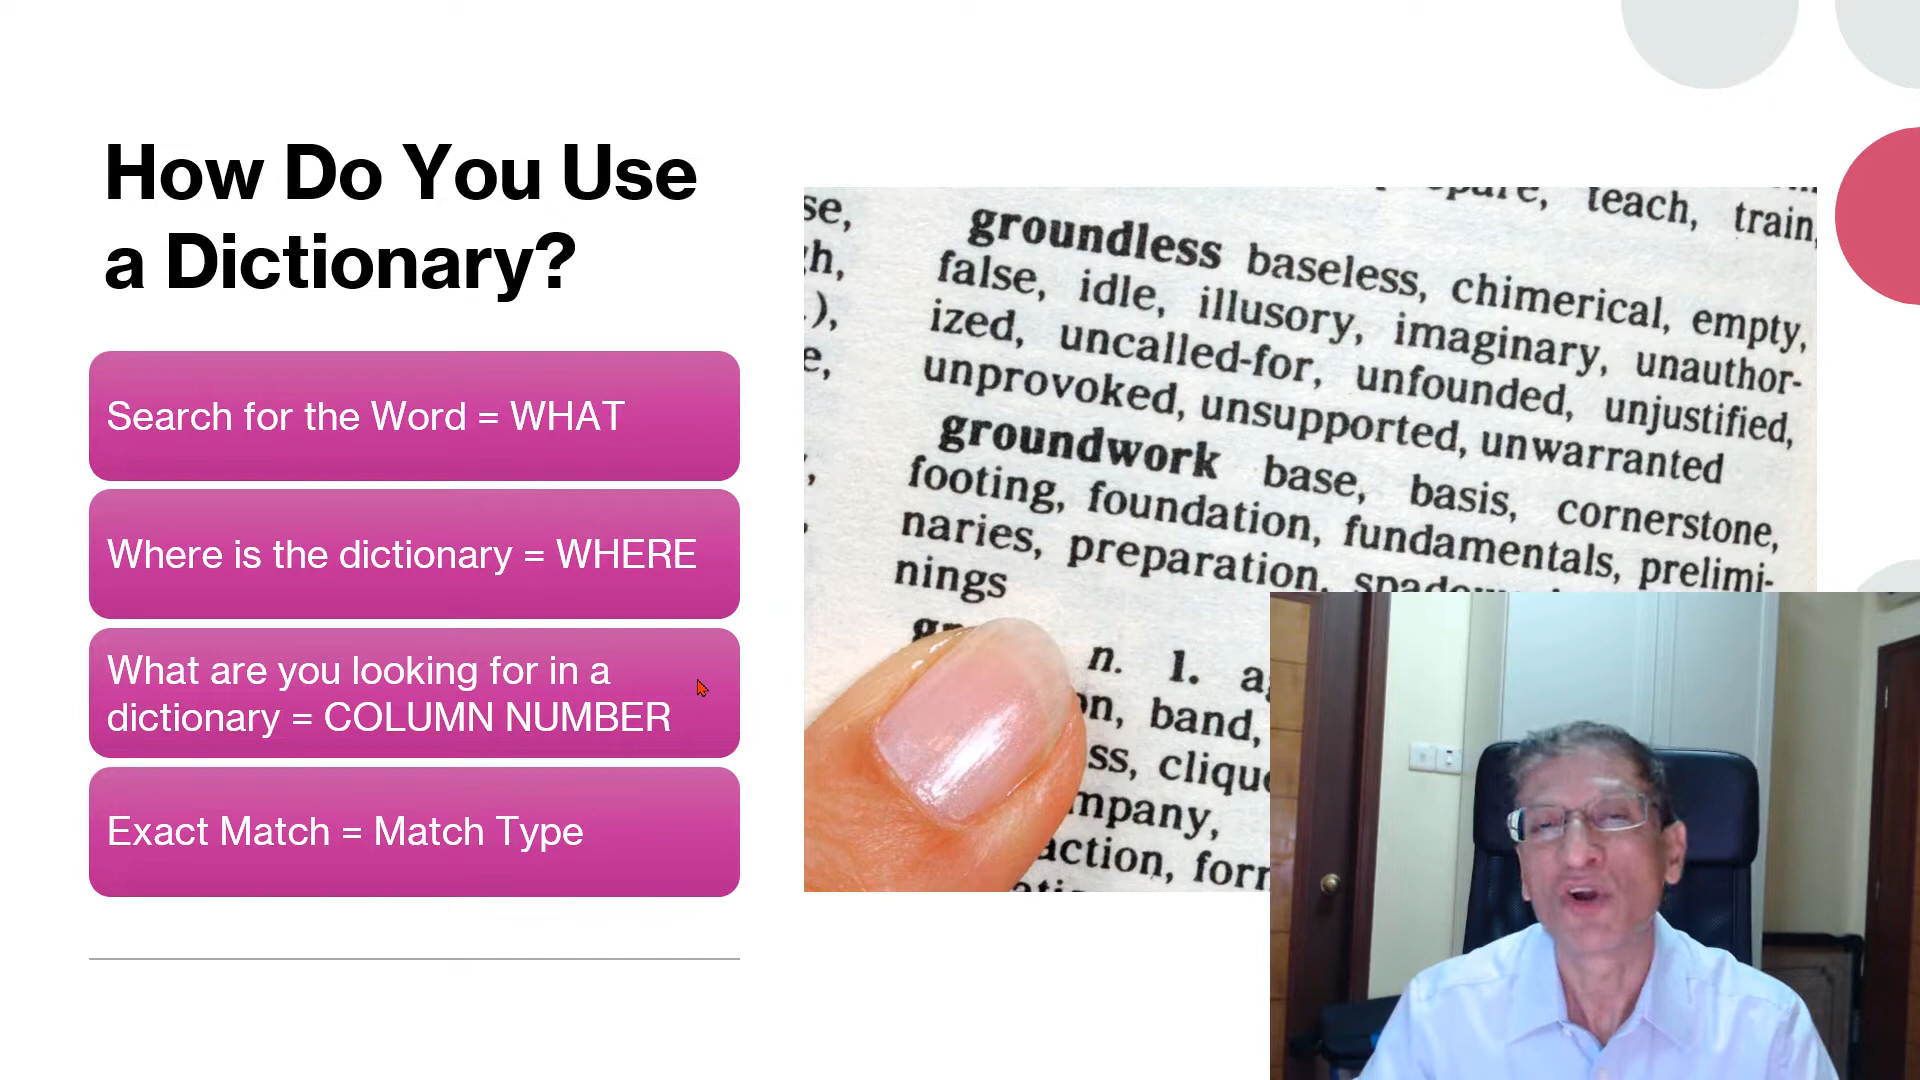 How Do You Use
a Dictionary?
Search for the Word = WHAT
Where is the dictionary = WHERE
What are you looking for in a
dictionary = COLUMN NUMBER
Exact Match = Match Type
teach, train,
groundless baseless, chimerical, empty,
false, idle, illusory, imaginary, unauthor-
ized, uncalled-for, unfounded, unjustified,
unprovoked, unsupported, unwarranted
groundwork base, basis, cornerstone,
footing, foundation, fundamentals, prelimi-
naries, preparation,
nings
n. 1.
band,